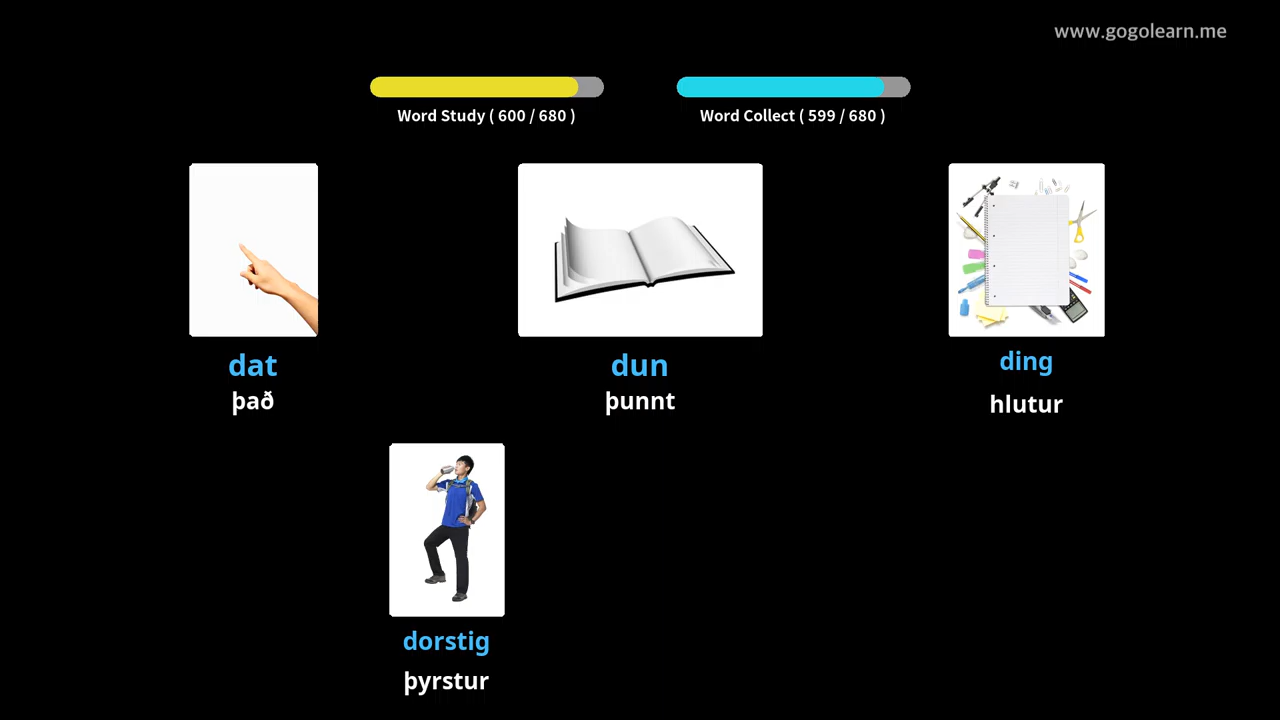 www.gogolearn.me
Word Study ( 600 / 680 )
Word Collect ( 599 / 680 )
dat
það
dun
þunnt
ding
hlutur
dorstig
þyrstur